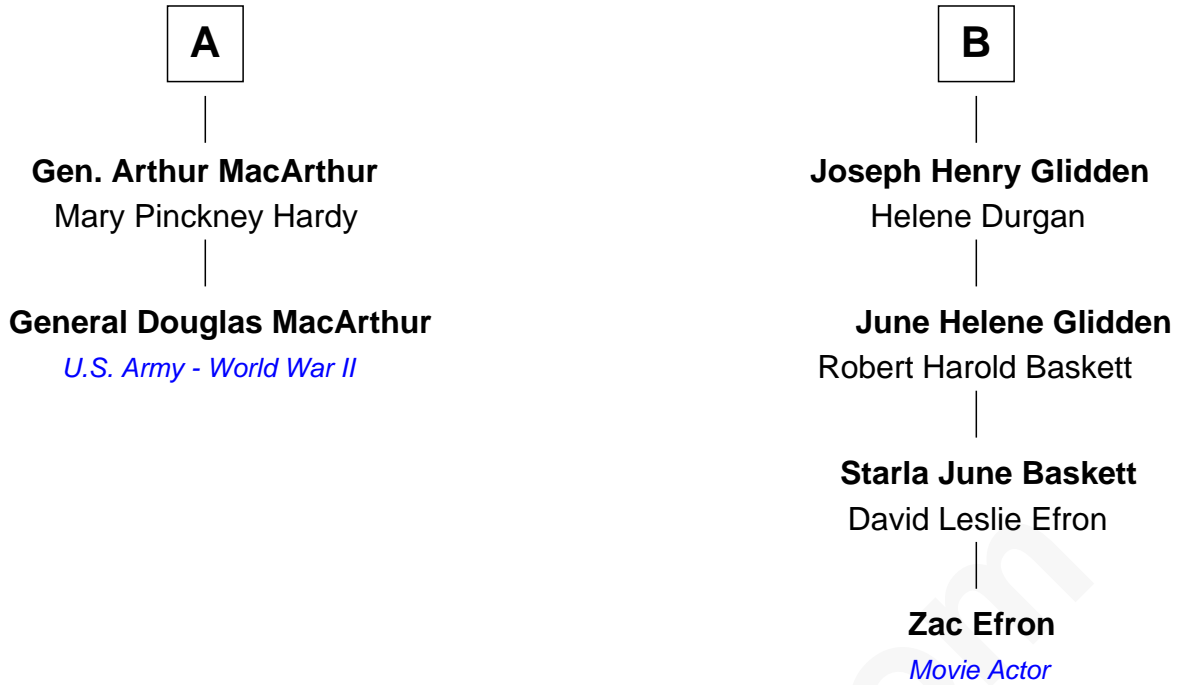 A
Gen. Arthur MacArthur
Mary Pinckney Hardy
General Douglas MacArthur
U.S. Army - World War II
B
Joseph Henry Glidden
Helene Durgan
June Helene Glidden
Robert Harold Baskett
Starla June Baskett
David Leslie Efron
Zac Efron
Movie Actor